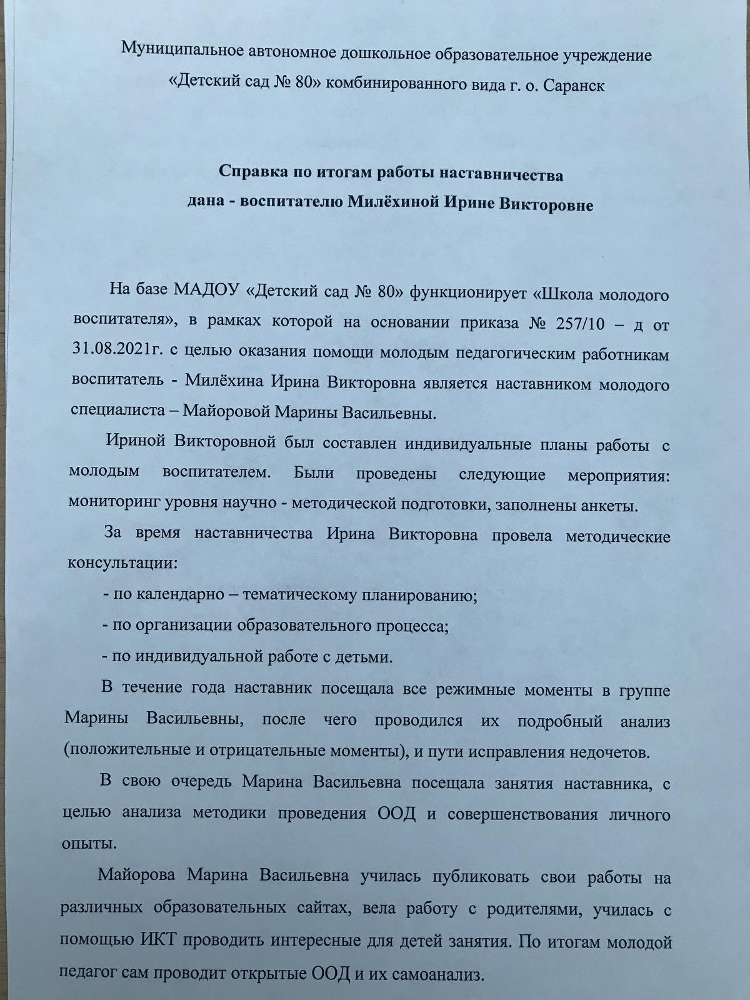 Муниципальное автономное дошкольное образовательное учреждение
«Детский сад № 80» комбинированного вида г. о. Саранск
Справка по итогам работы наставничества
дана - воспитателю Милёхиной Ирине Викторовне
На базе МАДОУ «Детский сад № 80» функционирует «Школа молодого
воспитателя», в рамках которой на основании приказа № 257/10 – д от
31.08.2021г. с целью оказания помощи молодым педагогическим работникам
воспитатель - Милёхина Ирина Викторовна является наставником молодого
специалиста – Майоровой Марины Васильевны.
Ириной Викторовной был составлен индивидуальные планы работы с
молодым воспитателем. Были проведены следующие мероприятия:
мониторинг уровня научно - методической подготовки, заполнены анкеты.
За время наставничества Ирина Викторовна провела методические
консультации:
- по календарно – тематическому планированию;
- по организации образовательного процесса;
- по индивидуальной работе с детьми.
В течение года наставник посещала все режимные моменты в группе
Марины Васильевны, после чего проводился их подробный анализ
(положительные и отрицательные моменты), и пути исправления недочетов.
В свою очередь Марина Васильевна посещала занятия наставника, с
целью анализа методики проведения ООД и совершенствования личного
опыты.
Майорова Марина Васильевна училась публиковать свои работы на
различных образовательных сайтах, вела работу с родителями, училась с
помощью ИКТ проводить интересные для детей занятия. По итогам молодой
педагог сам проводит открытые ООД и их самоанализ.